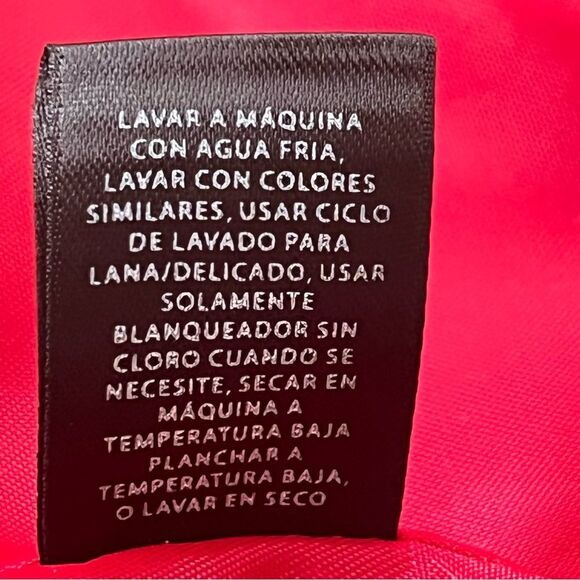 LAVAR A MÁQUINA
CON AGUA FRIA,
LAVAR CON COLORES
SIMILARES, USAR CICLO
DE LAVADO PARA
LANA/DELICADO, USAR
SOLAMENTE
BLANQUEADOR SIN
CLORO CUANDO SE
NECESITE, SECAR EN
MÁQUINA A
TEMPERATURA BAJA
PLANCHAR A
TEMPERATURA BAJA,
O LAVAR EN SECO